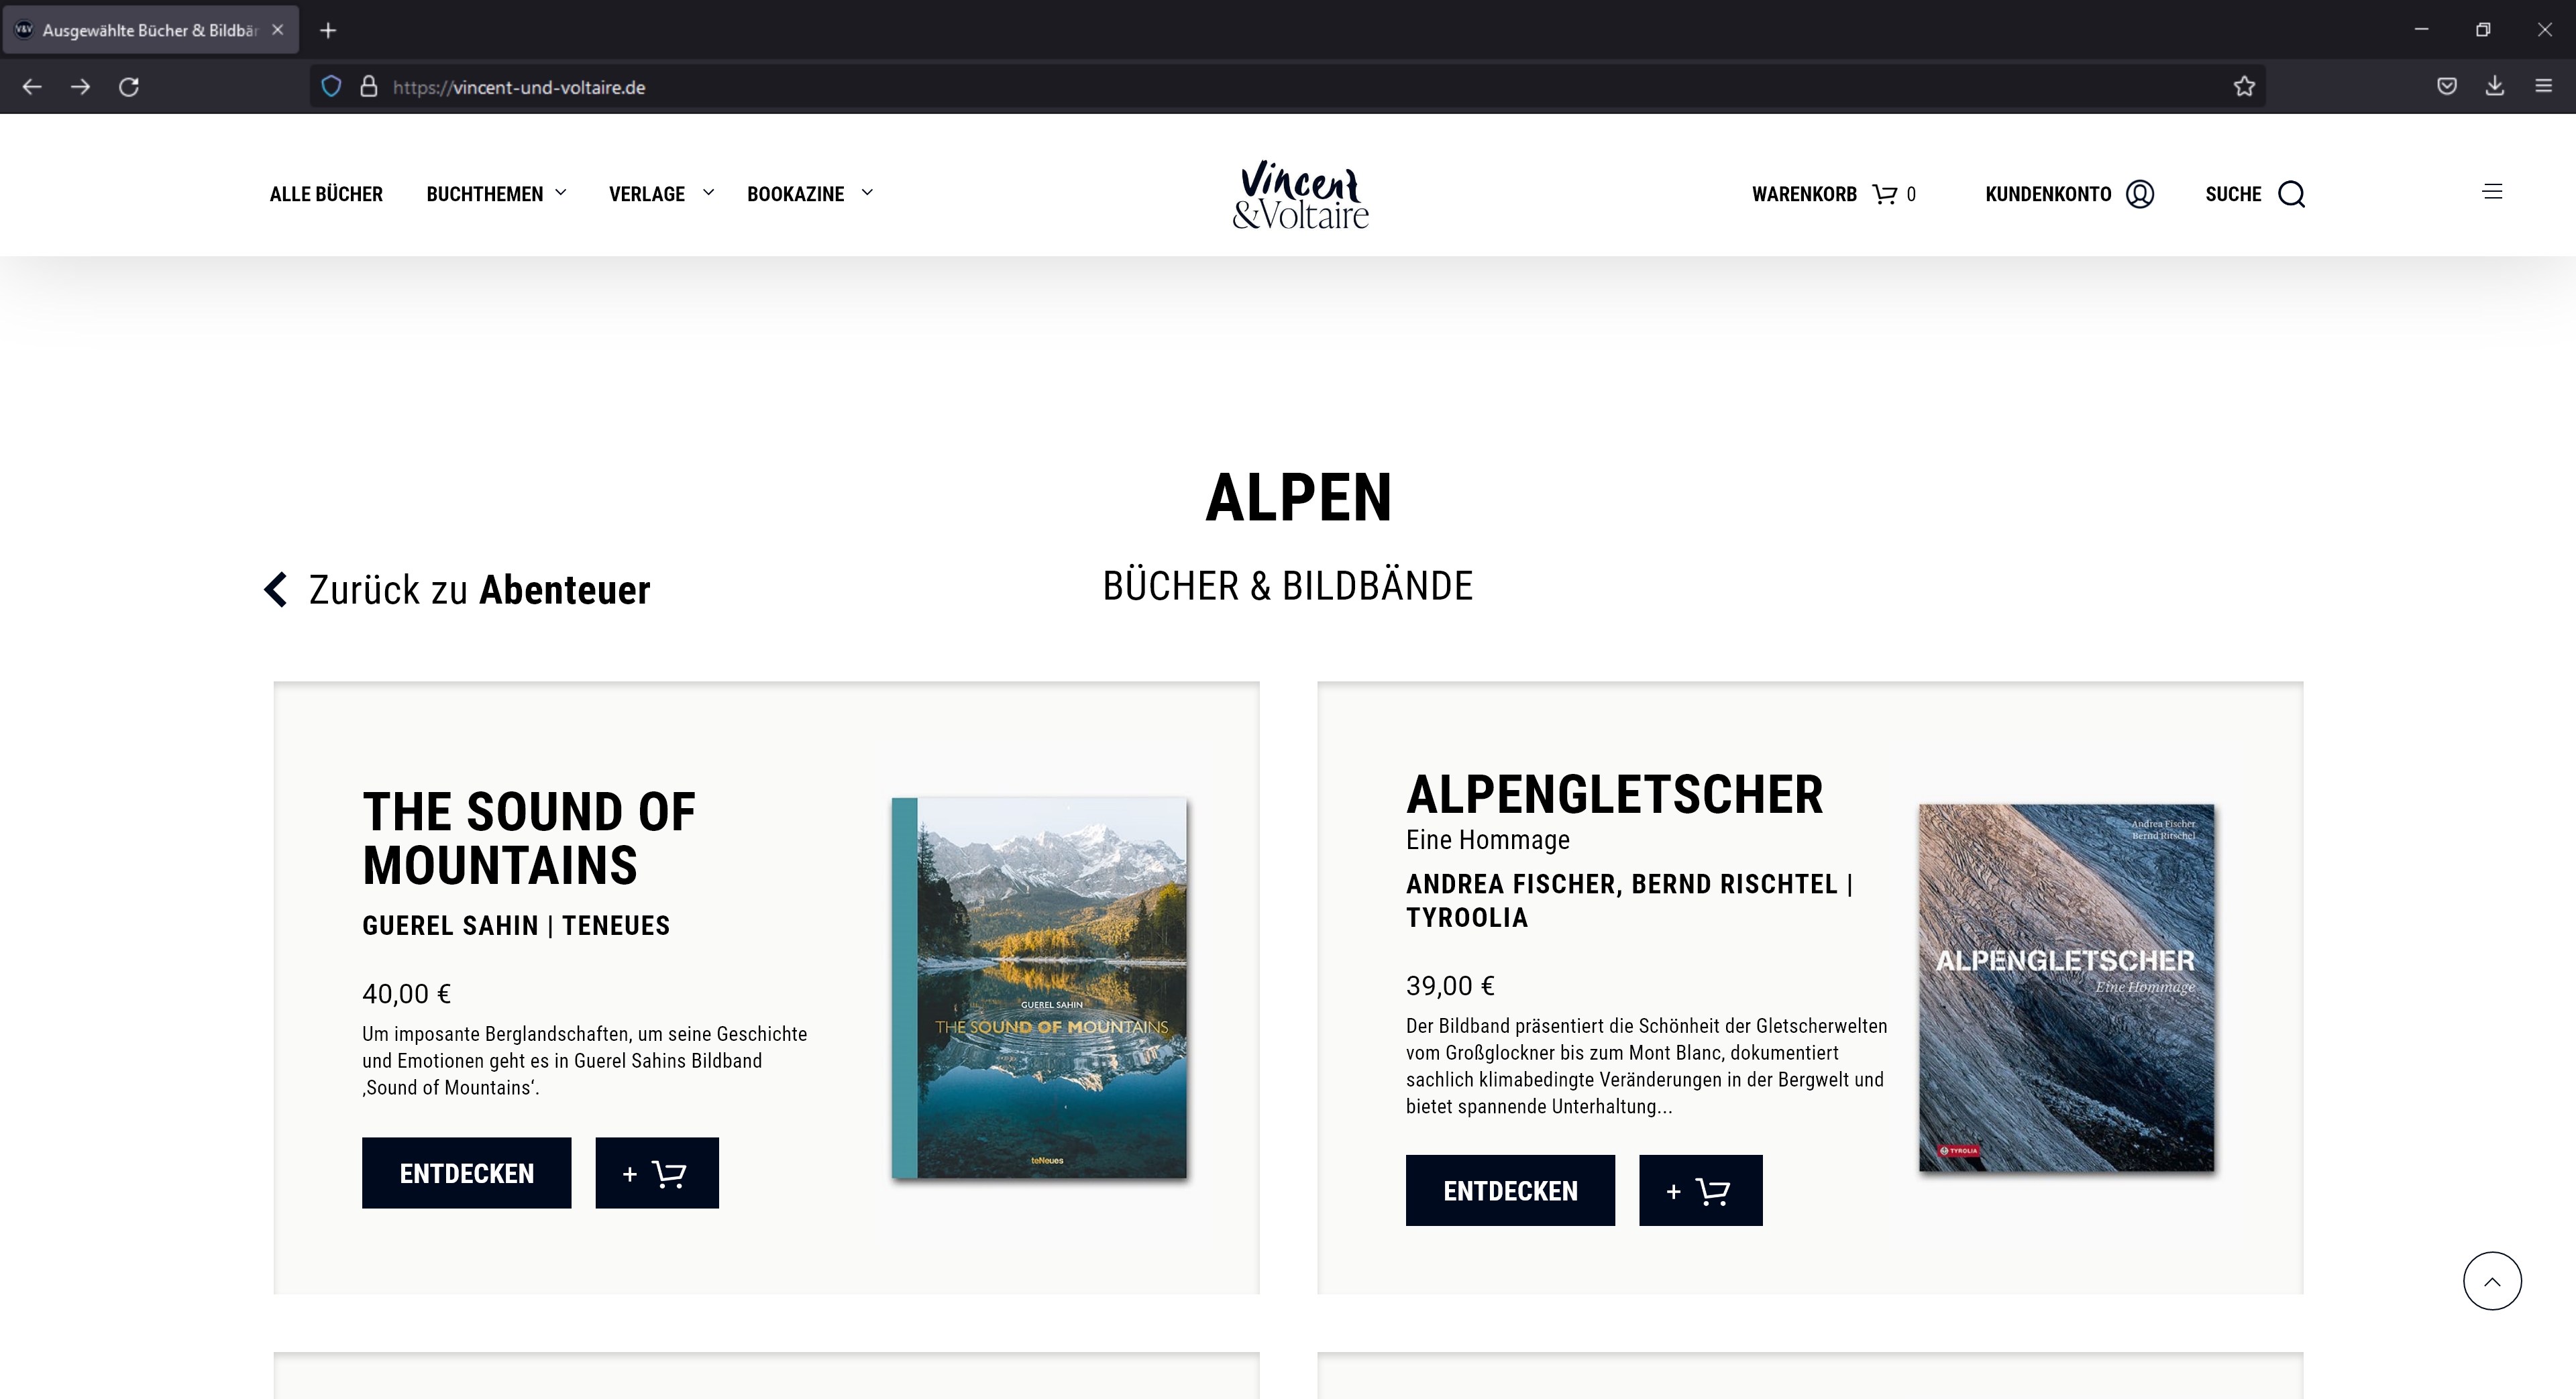 V&V Ausgewählte Bücher & Bildbän
https://vincent-und-voltaire.de
ALLE BÜCHER BUCHTHEMEN VERLAGE BOOKAZINE
Vincent
&Voltaire
WARENKORB 0 KUNDENKONTO SUCHE
ALPEN
Zurück zu Abenteuer
BÜCHER & BILDBÄNDE
THE SOUND OF
MOUNTAINS
GUEREL SAHIN | TENEUES
40,00 €
Um imposante Berglandschaften, um seine Geschichte
und Emotionen geht es in Guerel Sahins Bildband
‚Sound of Mountains‘.
ENTDECKEN +
GUEREL SAHIN
THE SOUND OF MOUNTAINS
teNeues
ALPENGLETSCHER
Eine Hommage
ANDREA FISCHER, BERND RISCHTEL |
TYROOLIA
39,00 €
Der Bildband präsentiert die Schönheit der Gletscherwelten
vom Großglockner bis zum Mont Blanc, dokumentiert
sachlich klimabedingte Veränderungen in der Bergwelt und
bietet spannende Unterhaltung...
ENTDECKEN +
Andrea Fischer
Bernd Ritschel
ALPENGLETSCHER
Eine Hommage
TYROLIA